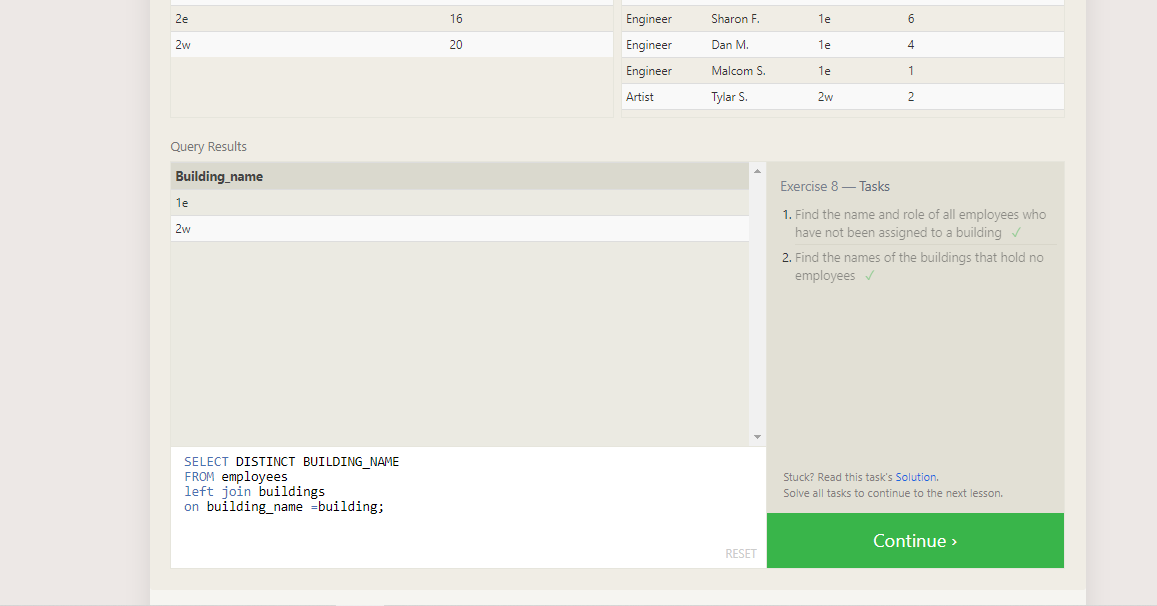 2e 16
2w 20
Engineer Sharon F. 1e 6
Engineer Dan M. 1e 4
Engineer Malcom S. 1e 1
Artist Tylar S. 2w 2
Query Results
Building_name
1e
2w
Exercise 8 — Tasks
1. Find the name and role of all employees who
have not been assigned to a building ✓
2. Find the names of the buildings that hold no
employees ✓
SELECT DISTINCT BUILDING_NAME
FROM employees
left join buildings
on building_name =building;
RESET
Stuck? Read this task's Solution.
Solve all tasks to continue to the next lesson.
Continue ›